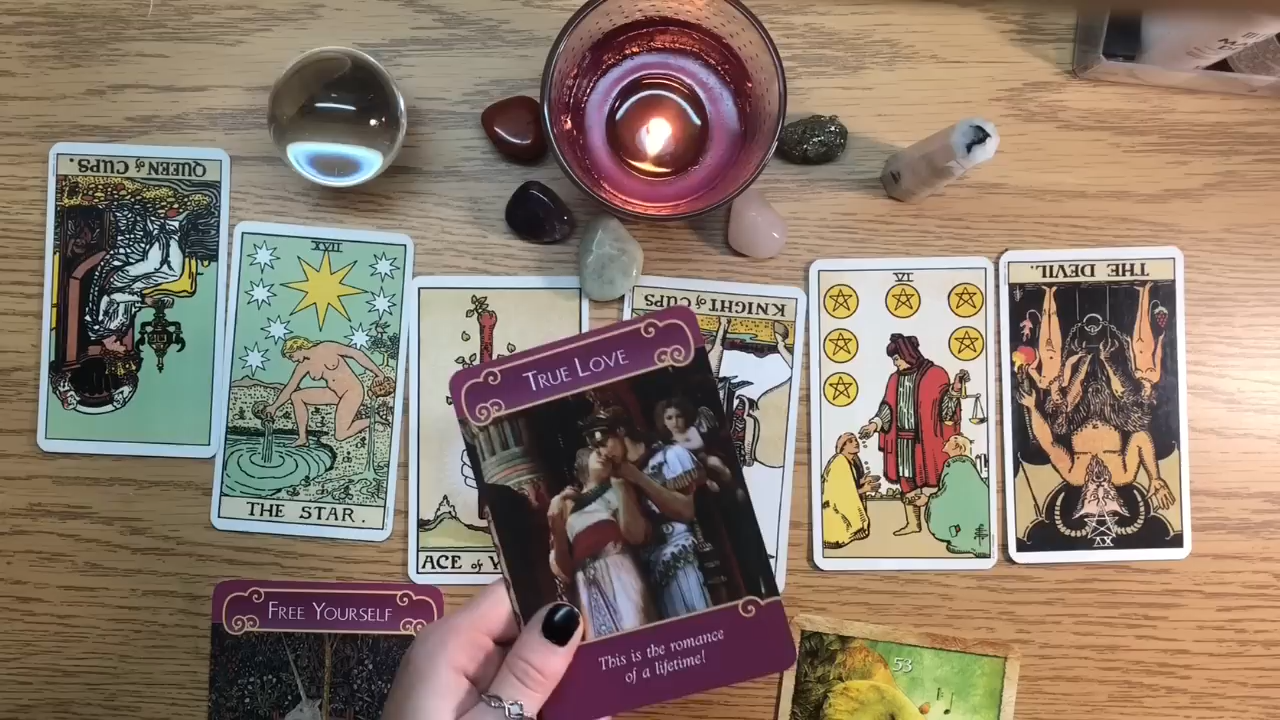 QUEEN of CUPS.
XVII
THE STAR.
ACE of
KNIGHT of CUPS
VI
THE DEVIL.
XV
TRUE LOVE
This is the romance
of a lifetime!
FREE YOURSELF
53